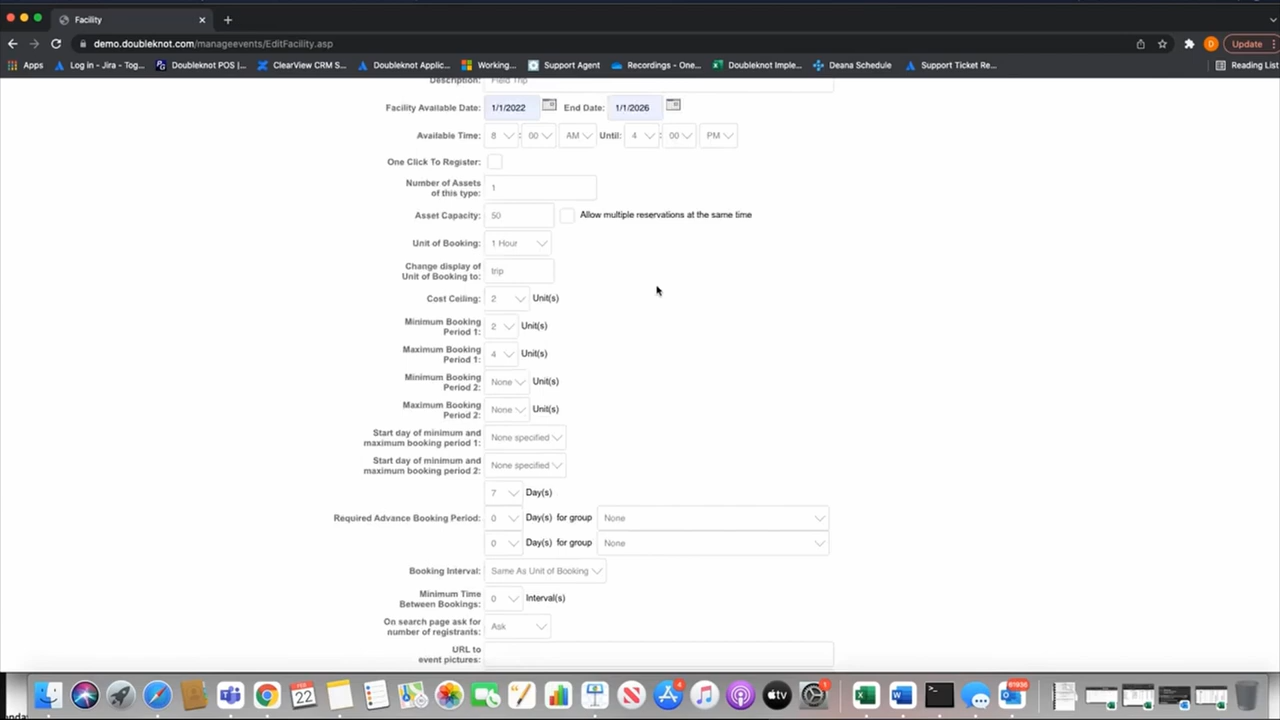 Facility
demo.doubleknot.com/manageevents/EditFacility.asp
Update
Apps
Log in - Jira - Tog...
Doubleknot POS |...
ClearView CRM S...
Doubleknot Applic...
Working...
Support Agent
Recordings - One...
Doubleknot Imple...
Deana Schedule
Support Ticket Re...
Reading List
Description: Field Trip
Facility Available Date: 1/1/2022 End Date: 1/1/2026
Available Time: 8 : 00 AM Until: 4 : 00 PM
One Click To Register:
Number of Assets
of this type: 1
Asset Capacity: 50 Allow multiple reservations at the same time
Unit of Booking: 1 Hour
Change display of
Unit of Booking to: trip
Cost Ceiling: 2 Unit(s)
Minimum Booking
Period 1: 2 Unit(s)
Maximum Booking
Period 1: 4 Unit(s)
Minimum Booking
Period 2: None Unit(s)
Maximum Booking
Period 2: None Unit(s)
Start day of minimum and
maximum booking period 1: None specified
Start day of minimum and
maximum booking period 2: None specified
7 Day(s)
Required Advance Booking Period: 0 Day(s) for group None
0 Day(s) for group None
Booking Interval: Same As Unit of Booking
Minimum Time
Between Bookings: 0 Interval(s)
On search page ask for
number of registrants: Ask
URL to
event pictures:
FEB
22
4
tv
1
61936